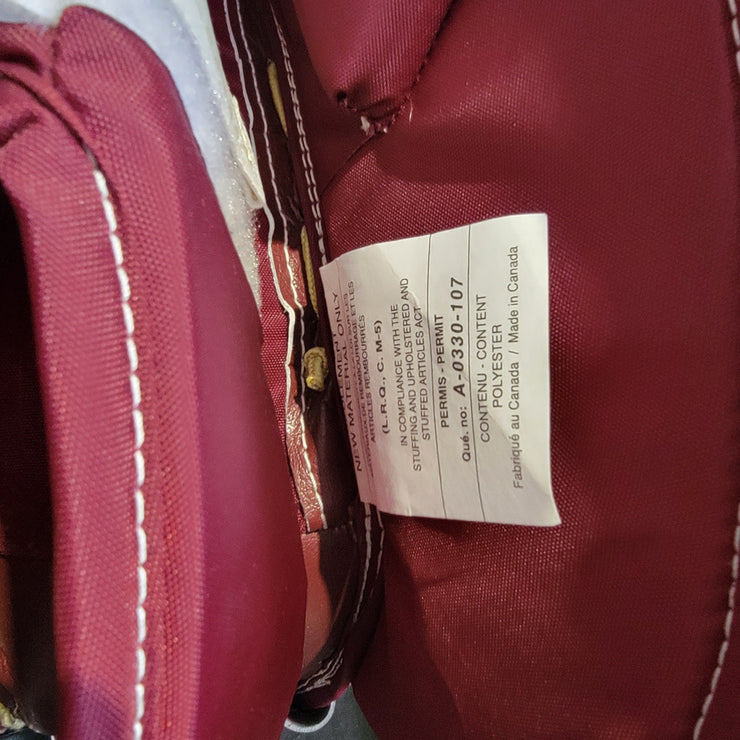 NEW MATERIAL ONLY
ARTICLES REMBOURRÉS
(L.R.Q., C. M-5)
IN COMPLIANCE WITH THE
STUFFING AND UPHOLSTERED AND
STUFFED ARTICLES ACT
PERMIS - PERMIT
Qué. no: A-0330-107
CONTENU - CONTENT
POLYESTER
Fabriqué au Canada / Made in Canada